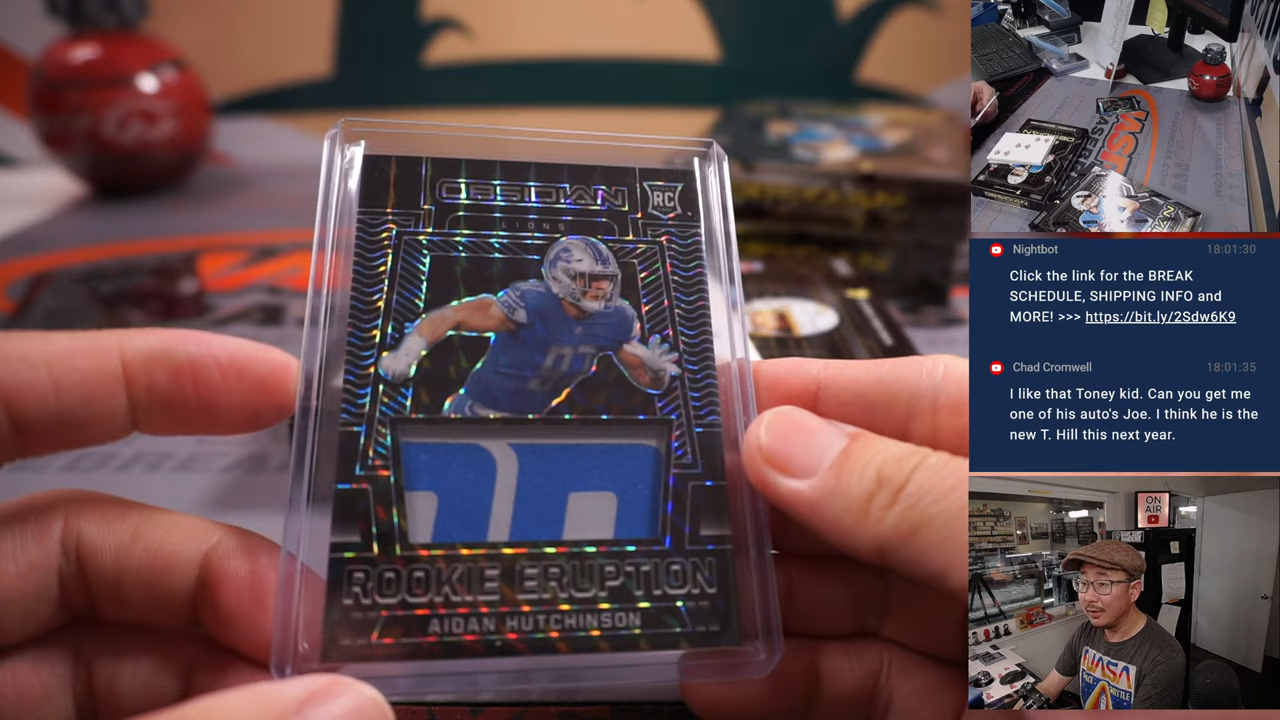 OBSIDIAN
RC
LIONS
97
ROOKIE ERUPTION
AIDAN HUTCHINSON
Nightbot 18:01:30
Click the link for the BREAK
SCHEDULE, SHIPPING INFO and
MORE! >>> https://bit.ly/2Sdw6K9
Chad Cromwell 18:01:35
I like that Toney kid. Can you get me
one of his auto's Joe. I think he is the
new T. Hill this next year.
ON
AIR
NASA